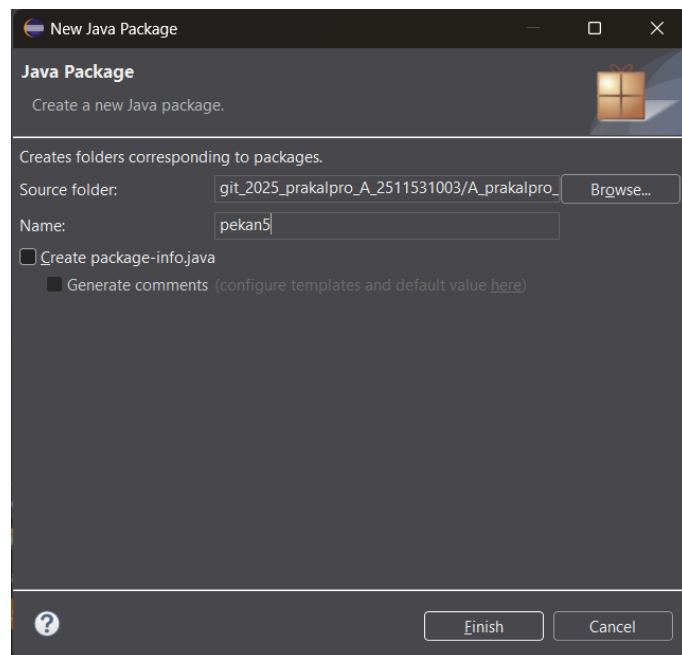 New Java Package
Java Package
Create a new Java package.
Creates folders corresponding to packages.
Source folder: git_2025_prakalpro_A_2511531003/A_prakalpro_ Browse...
Name: pekan5
Create package-info.java
Generate comments (configure templates and default value here)
? Finish Cancel